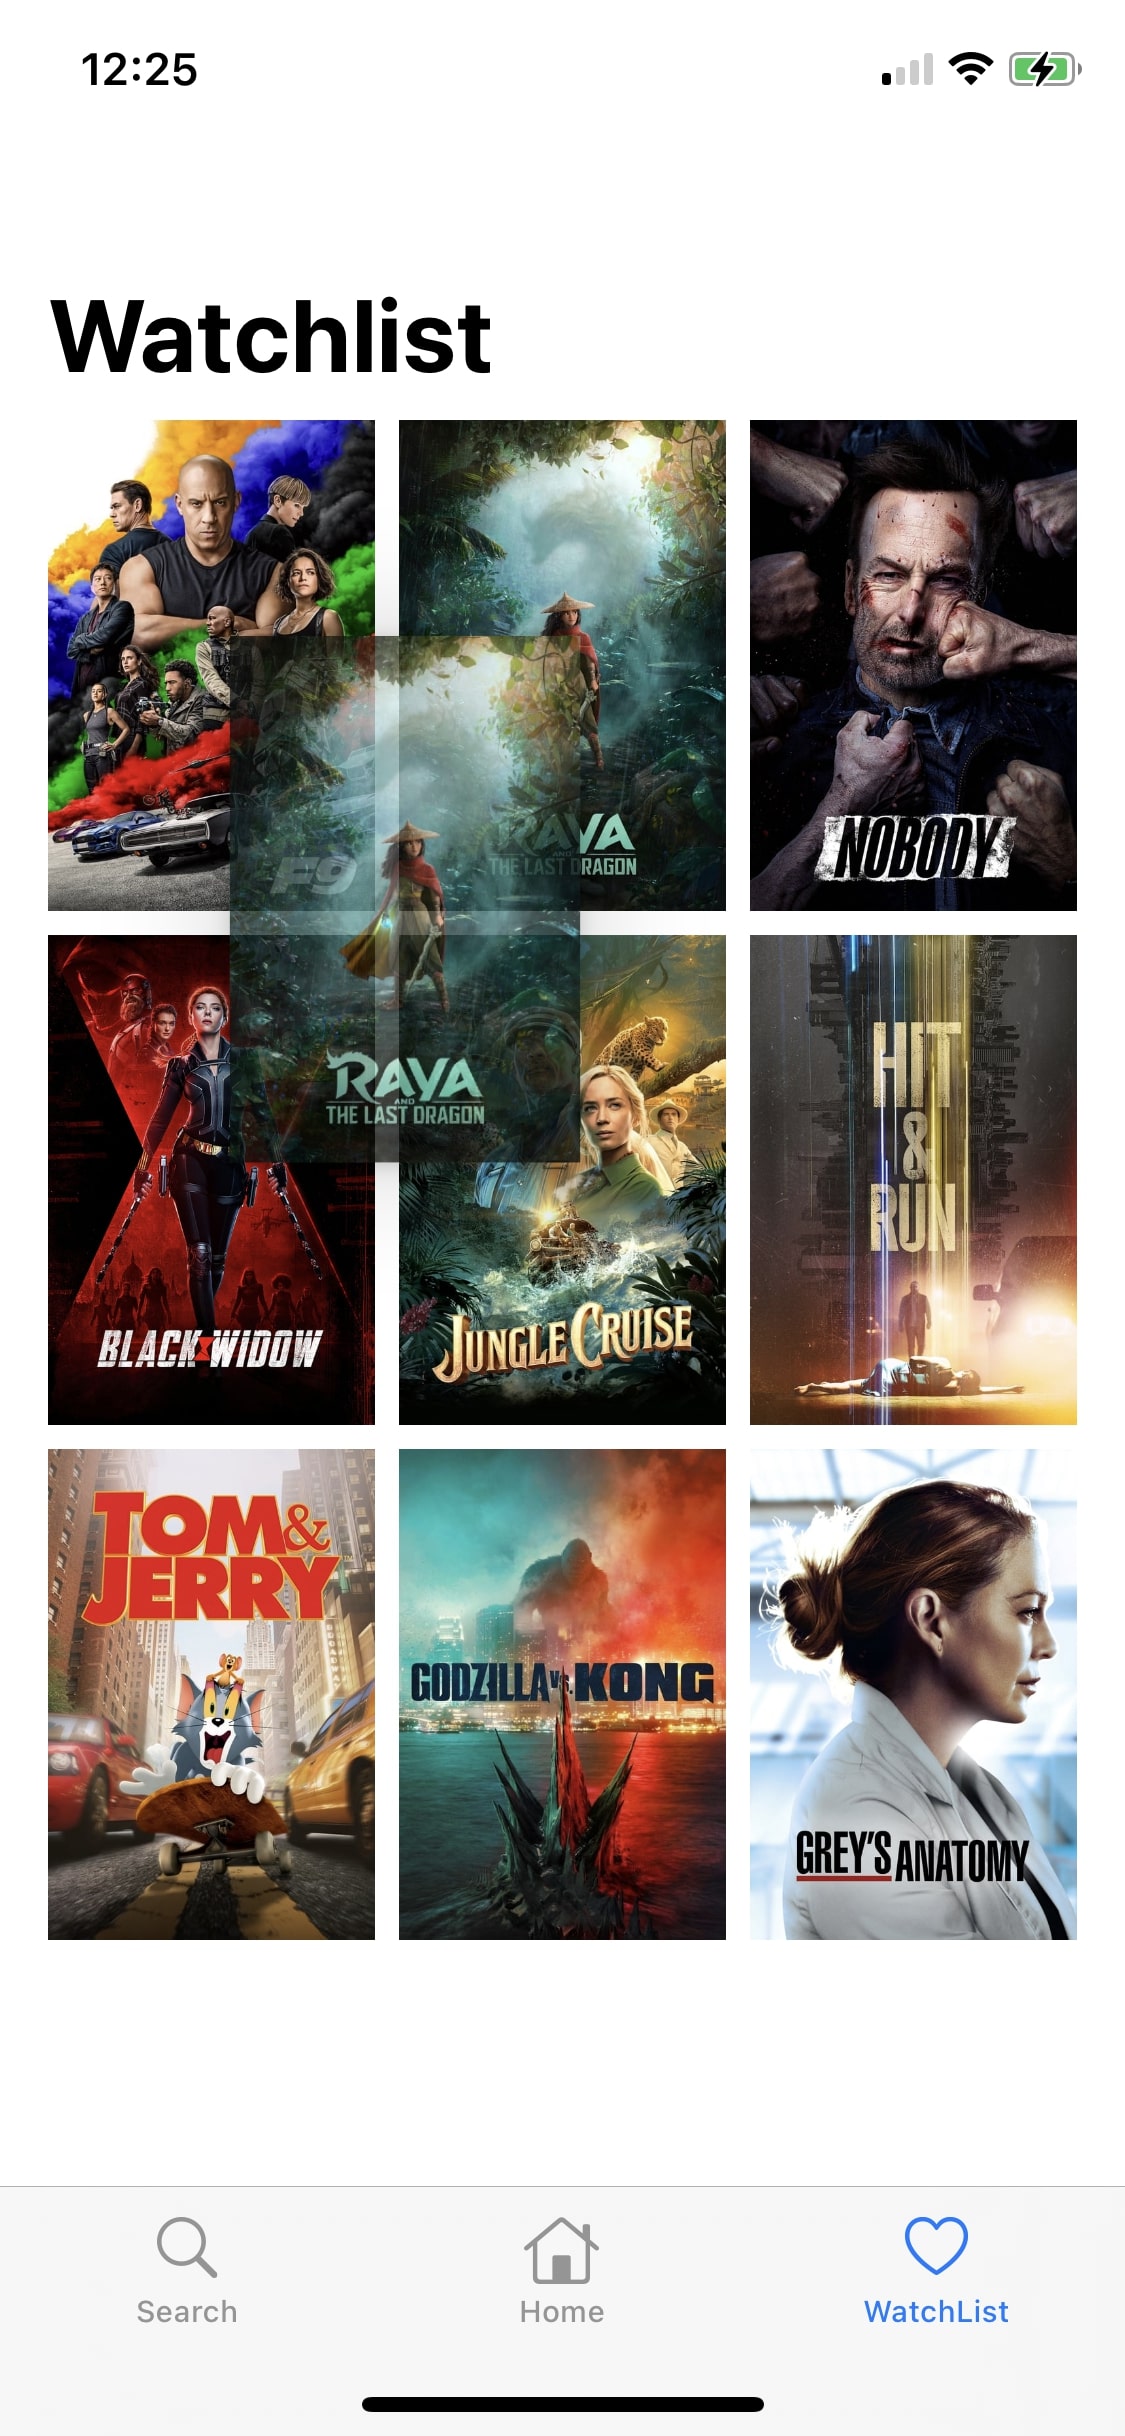 12:25
Watchlist
F9
RAYA
AND
THE LAST DRAGON
NOBODY
RAYA
AND
THE LAST DRAGON
BLACK WIDOW
JUNGLE CRUISE
HIT
&
RUN
TOM &
JERRY
GODZILLA VS. KONG
GREY'S ANATOMY
Search
Home
WatchList